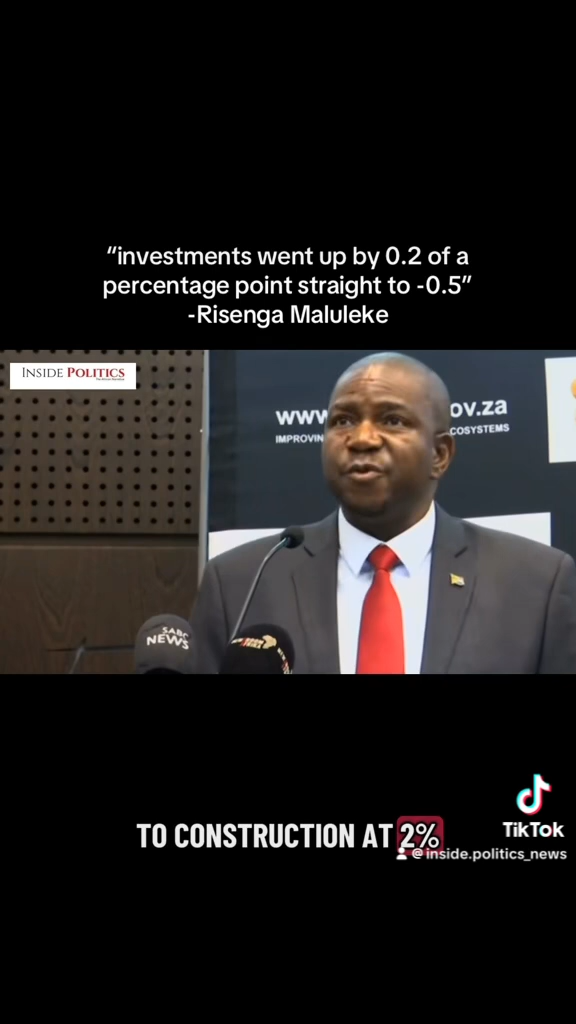 “investments went up by 0.2 of a
percentage point straight to -0.5”
-Risenga Maluleke
INSIDE POLITICS
www
ov.za
IMPROVIN
COSYSTEMS
SABC
NEWS
TO CONSTRUCTION AT 2%
TikTok
@inside.politics_news